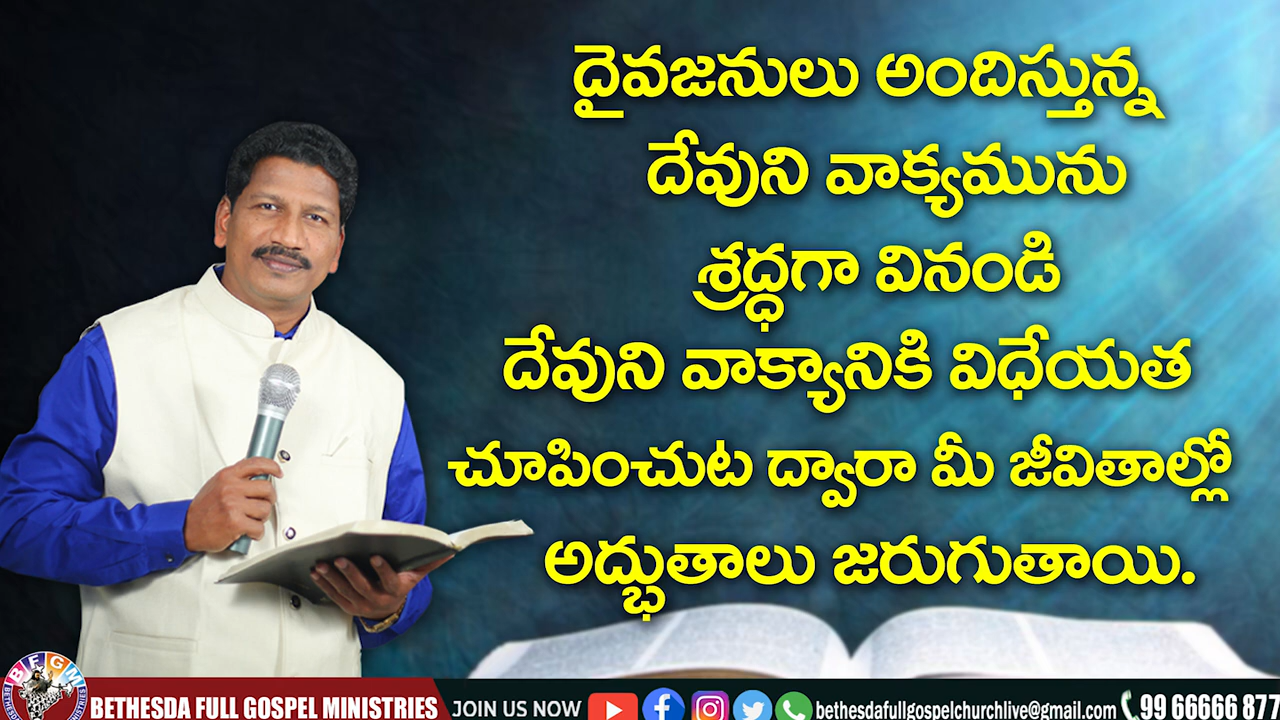 దైవజనులు అందిస్తున్న
దేవుని వాక్యమును
శ్రద్ధగా వినండి
దేవుని వాక్యానికి విధేయత
చూపించుట ద్వారా మీ జీవితాల్లో
అద్భుతాలు జరుగుతాయి.
BFGM
BETHESDA FULL GOSPEL MINISTRIES JOIN US NOW bethesdafullgospelchurchlive@gmail.com 99 66666 877